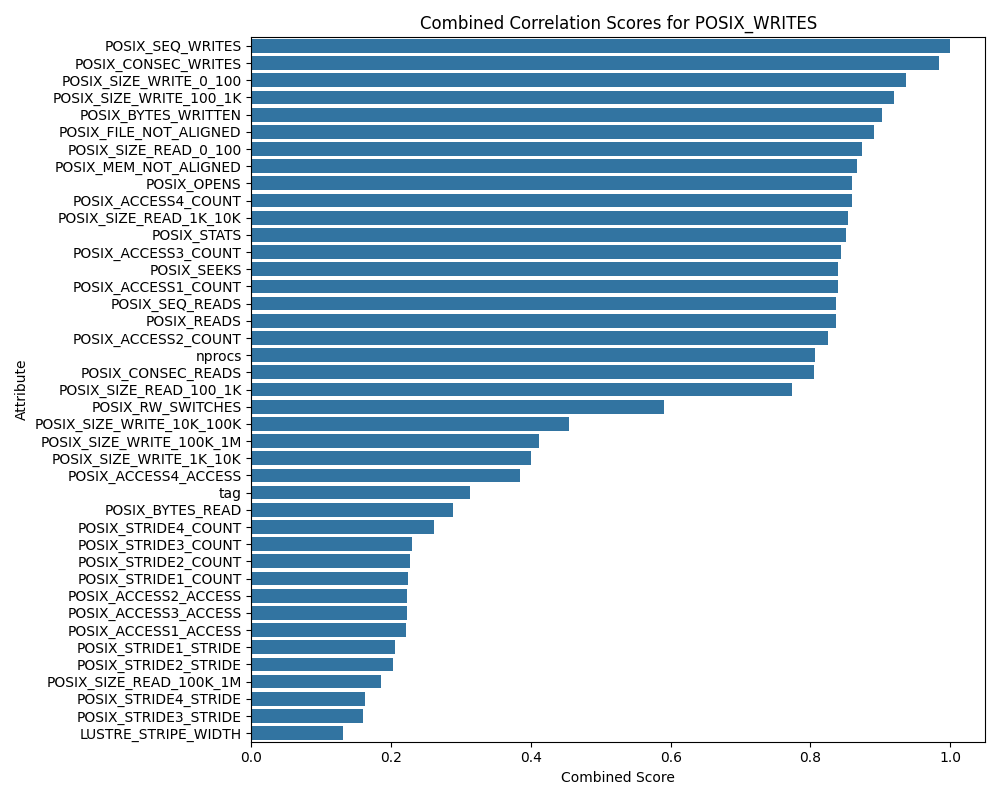 Combined Correlation Scores for POSIX_WRITES
POSIX_SEQ_WRITES
POSIX_CONSEC_WRITES
POSIX_SIZE_WRITE_0_100
POSIX_SIZE_WRITE_100_1K
POSIX_BYTES_WRITTEN
POSIX_FILE_NOT_ALIGNED
POSIX_SIZE_READ_0_100
POSIX_MEM_NOT_ALIGNED
POSIX_OPENS
POSIX_ACCESS4_COUNT
POSIX_SIZE_READ_1K_10K
POSIX_STATS
POSIX_ACCESS3_COUNT
POSIX_SEEKS
POSIX_ACCESS1_COUNT
POSIX_SEQ_READS
POSIX_READS
POSIX_ACCESS2_COUNT
nprocs
POSIX_CONSEC_READS
POSIX_SIZE_READ_100_1K
POSIX_RW_SWITCHES
POSIX_SIZE_WRITE_10K_100K
POSIX_SIZE_WRITE_100K_1M
POSIX_SIZE_WRITE_1K_10K
POSIX_ACCESS4_ACCESS
tag
POSIX_BYTES_READ
POSIX_STRIDE4_COUNT
POSIX_STRIDE3_COUNT
POSIX_STRIDE2_COUNT
POSIX_STRIDE1_COUNT
POSIX_ACCESS2_ACCESS
POSIX_ACCESS3_ACCESS
POSIX_ACCESS1_ACCESS
POSIX_STRIDE1_STRIDE
POSIX_STRIDE2_STRIDE
POSIX_SIZE_READ_100K_1M
POSIX_STRIDE4_STRIDE
POSIX_STRIDE3_STRIDE
LUSTRE_STRIPE_WIDTH
Attribute
0.0 0.2 0.4 0.6 0.8 1.0
Combined Score